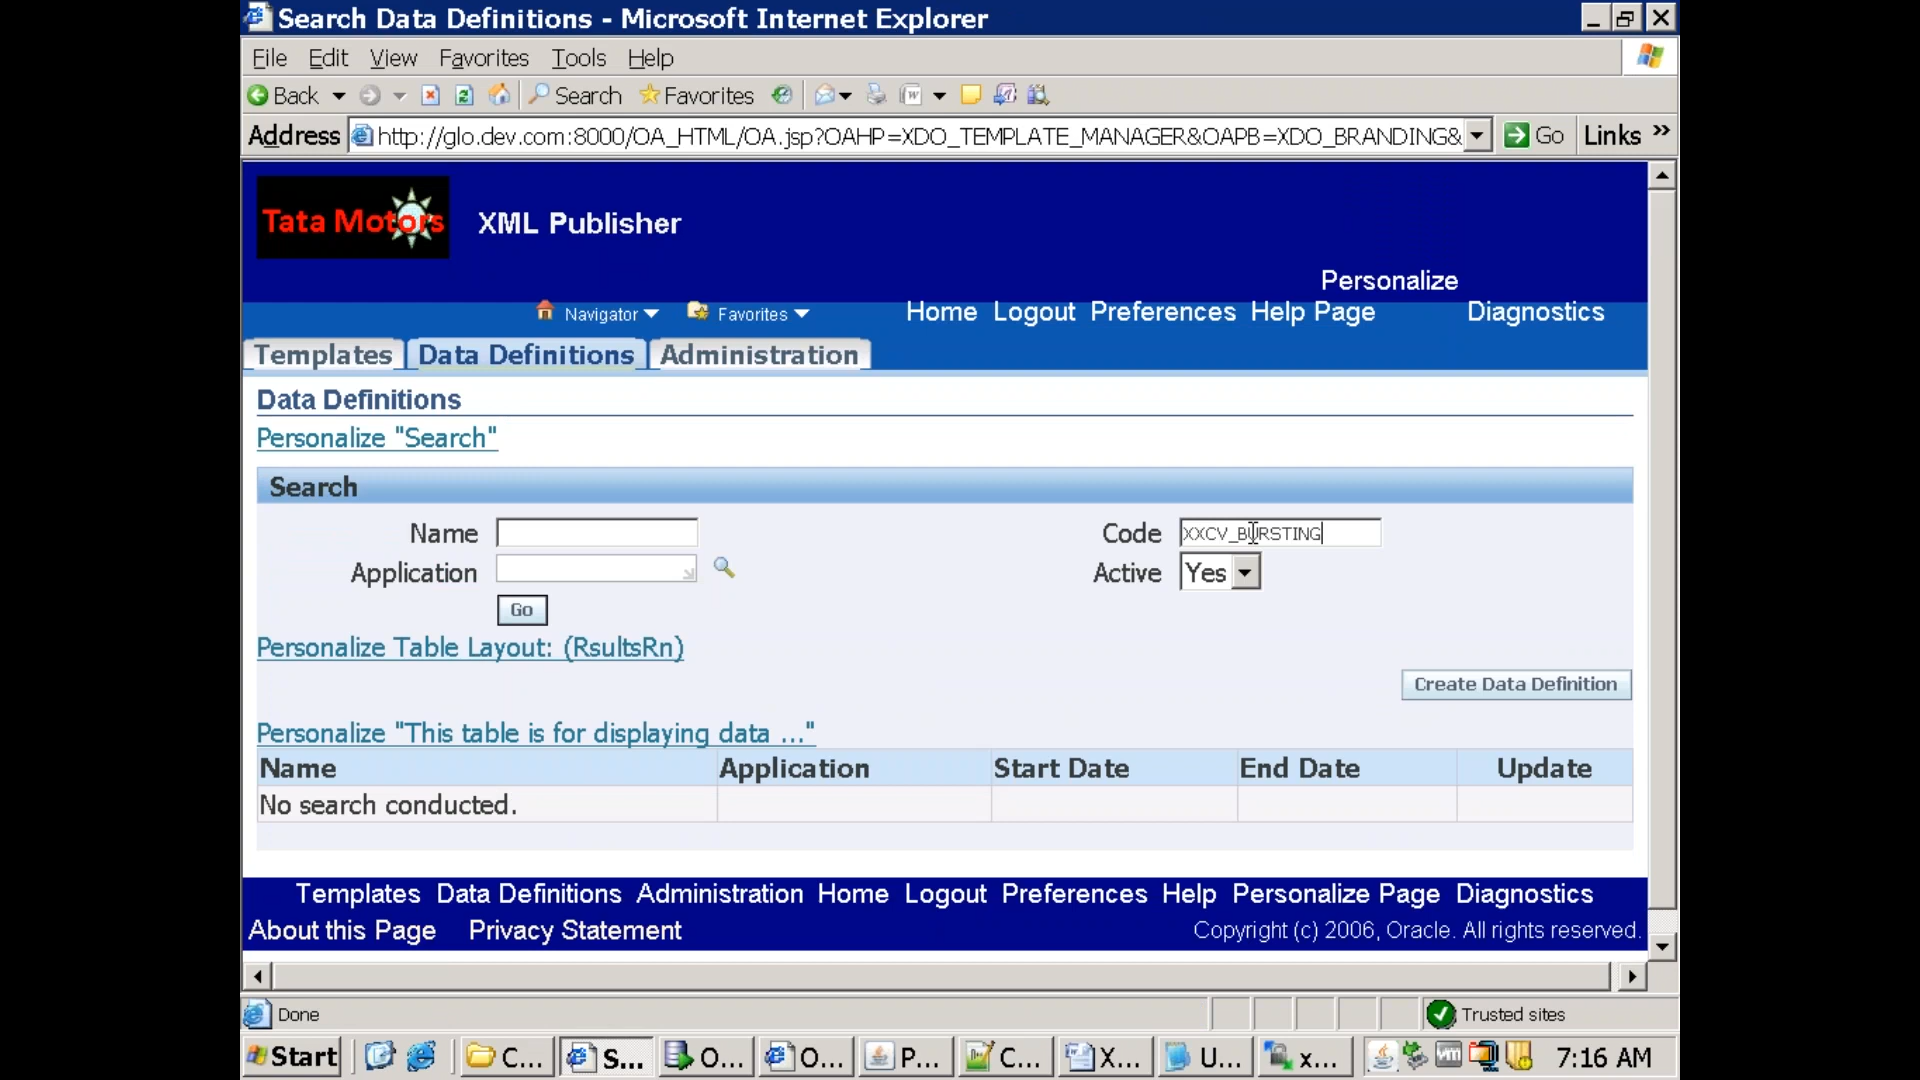 Search Data Definitions - Microsoft Internet Explorer
File Edit View Favorites Tools Help
Back Search Favorites
Address http://glo.dev.com:8000/OA_HTML/OA.jsp?OAHP=XDO_TEMPLATE_MANAGER&OAPB=XDO_BRANDING& Go Links »
Tata Motors XML Publisher
Personalize
Navigator Favorites Home Logout Preferences Help Page Diagnostics
Templates Data Definitions Administration
Data Definitions
Personalize "Search"
Search
Name Code XXCV_BURSTING
Application Active Yes
Go
Personalize Table Layout: (RsultsRn)
Create Data Definition
Personalize "This table is for displaying data ..."
Name Application Start Date End Date Update
No search conducted.
Templates Data Definitions Administration Home Logout Preferences Help Personalize Page Diagnostics
About this Page Privacy Statement Copyright (c) 2006, Oracle. All rights reserved.
Done Trusted sites
Start C... S... O... O... P... C... X... U... x... 7:16 AM